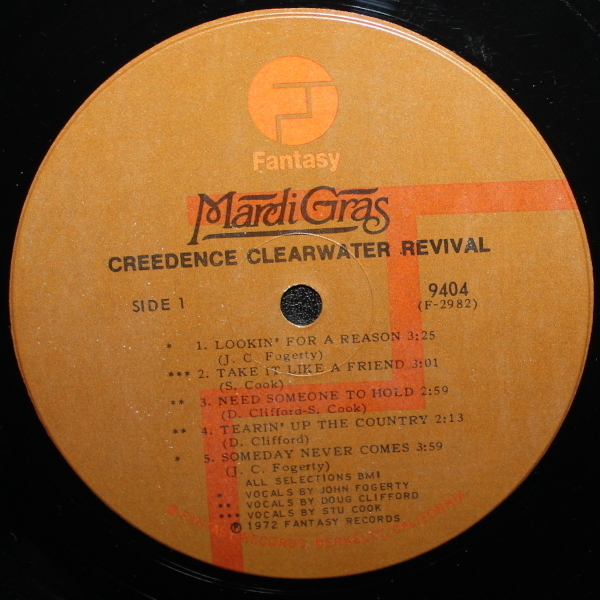 Fantasy
Mardi Gras
CREEDENCE CLEARWATER REVIVAL
SIDE 1
9404
(F-2982)
* 1. LOOKIN' FOR A REASON 3:25
(J. C. Fogerty)
*** 2. TAKE IT LIKE A FRIEND 3:01
(S. Cook)
** 3. NEED SOMEONE TO HOLD 2:59
(D. Clifford-S. Cook)
** 4. TEARIN' UP THE COUNTRY 2:13
(D. Clifford)
* 5. SOMEDAY NEVER COMES 3:59
(J. C. Fogerty)
ALL SELECTIONS BMI
* VOCALS BY JOHN FOGERTY
** VOCALS BY DOUG CLIFFORD
*** VOCALS BY STU COOK
℗ 1972 FANTASY RECORDS
RECORDS, BERKELEY, CALIFORNIA